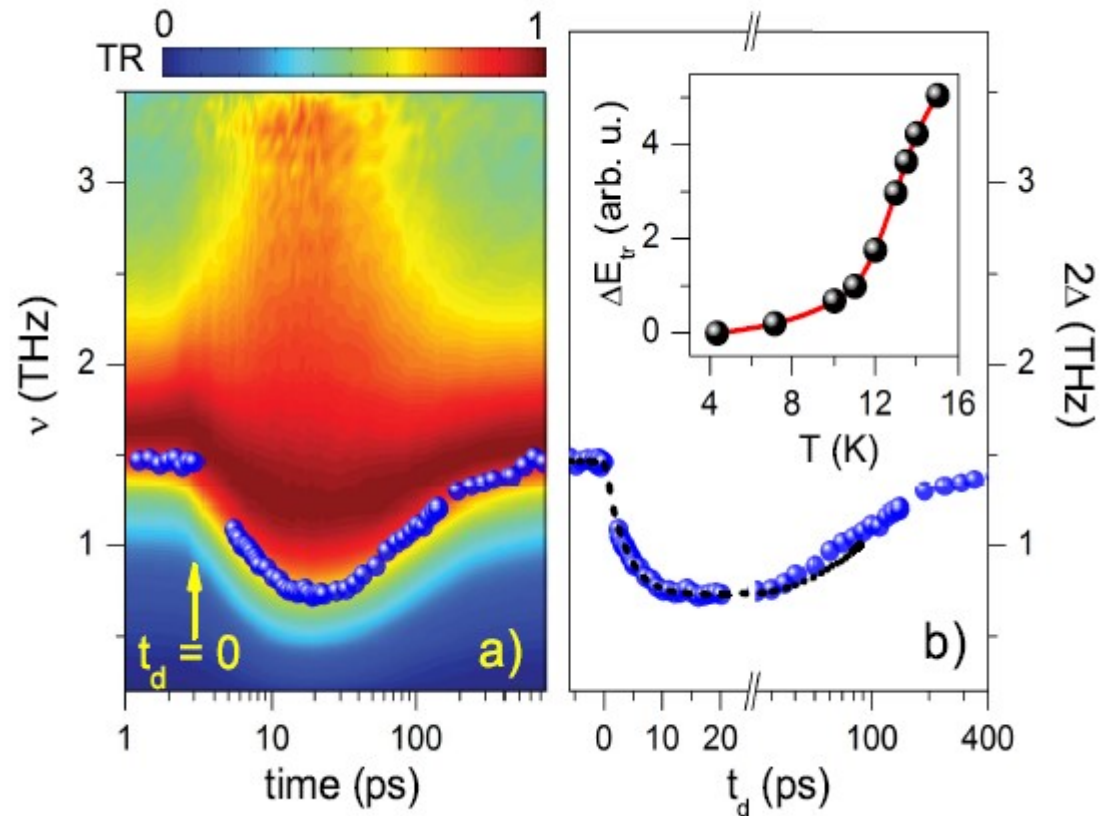 0 1
TR
3
2
1
ν (THz)
t_d = 0
a)
1 10 100
time (ps)
4
2
0
ΔE_tr (arb. u.)
4 8 12 16
T (K)
3
2
1
2Δ (THz)
b)
0 10 20 100 400
t_d (ps)